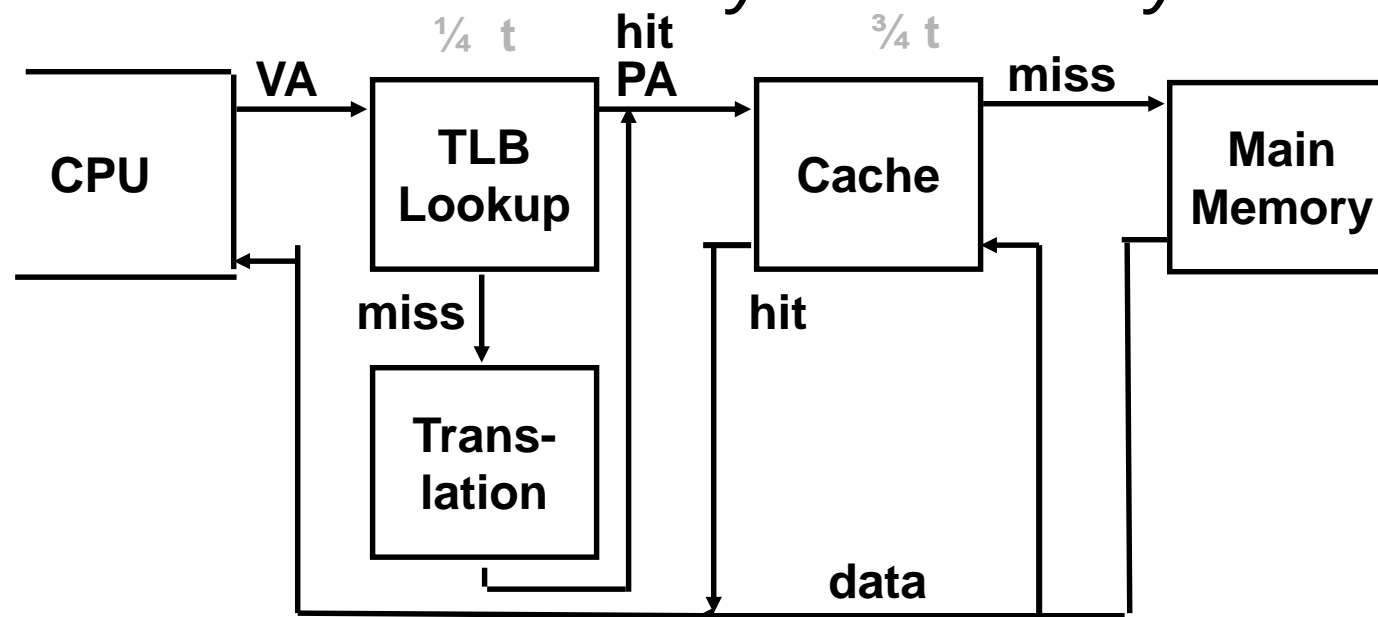 ¼ t
hit
¾ t
VA
PA
miss
CPU
TLB
Lookup
Cache
Main
Memory
miss
hit
Trans-
lation
data